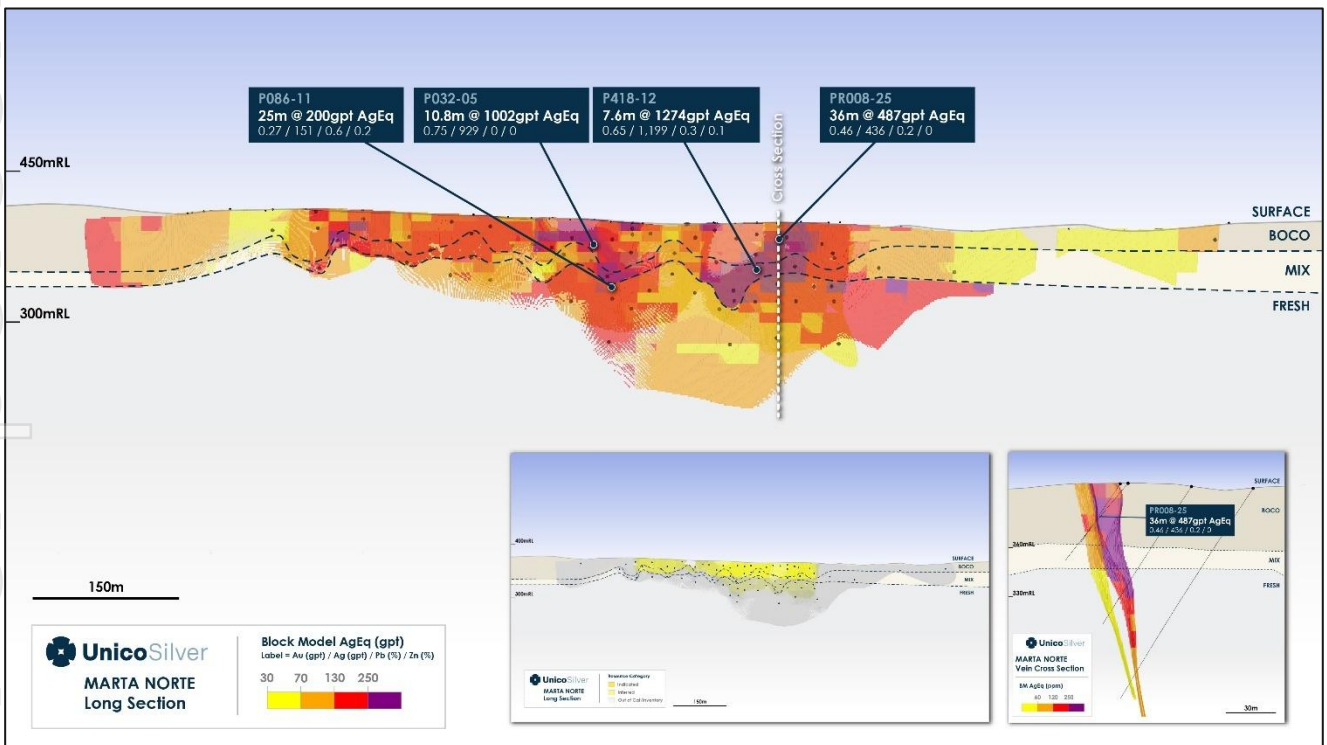 P086-11
25m @ 200gpt AgEq
0.27 / 151 / 0.6 / 0.2
P032-05
10.8m @ 1002gpt AgEq
0.75 / 929 / 0 / 0
P418-12
7.6m @ 1274gpt AgEq
0.65 / 1,199 / 0.3 / 0.1
PR008-25
36m @ 487gpt AgEq
0.46 / 436 / 0.2 / 0
Cross Section
450mRL
300mRL
SURFACE
BOCO
MIX
FRESH
150m
UnicoSilver
MARTA NORTE
Long Section
Block Model AgEq (gpt)
Label = Au (gpt) / Ag (gpt) / Pb (%) / Zn (%)
30 70 130 250
400mRL
300mRL
SURFACE
BOCO
MIX
FRESH
UnicoSilver
MARTA NORTE
Long Section
Resource Category
Indicated
Inferred
Out of Cat Inventory
150m
SURFACE
PR008-25
36m @ 487gpt AgEq
0.46 / 436 / 0.2 / 0
BOCO
360mRL
MIX
FRESH
330mRL
UnicoSilver
MARTA NORTE
Vein Cross Section
BM AgEq (ppm)
60 130 250
30m